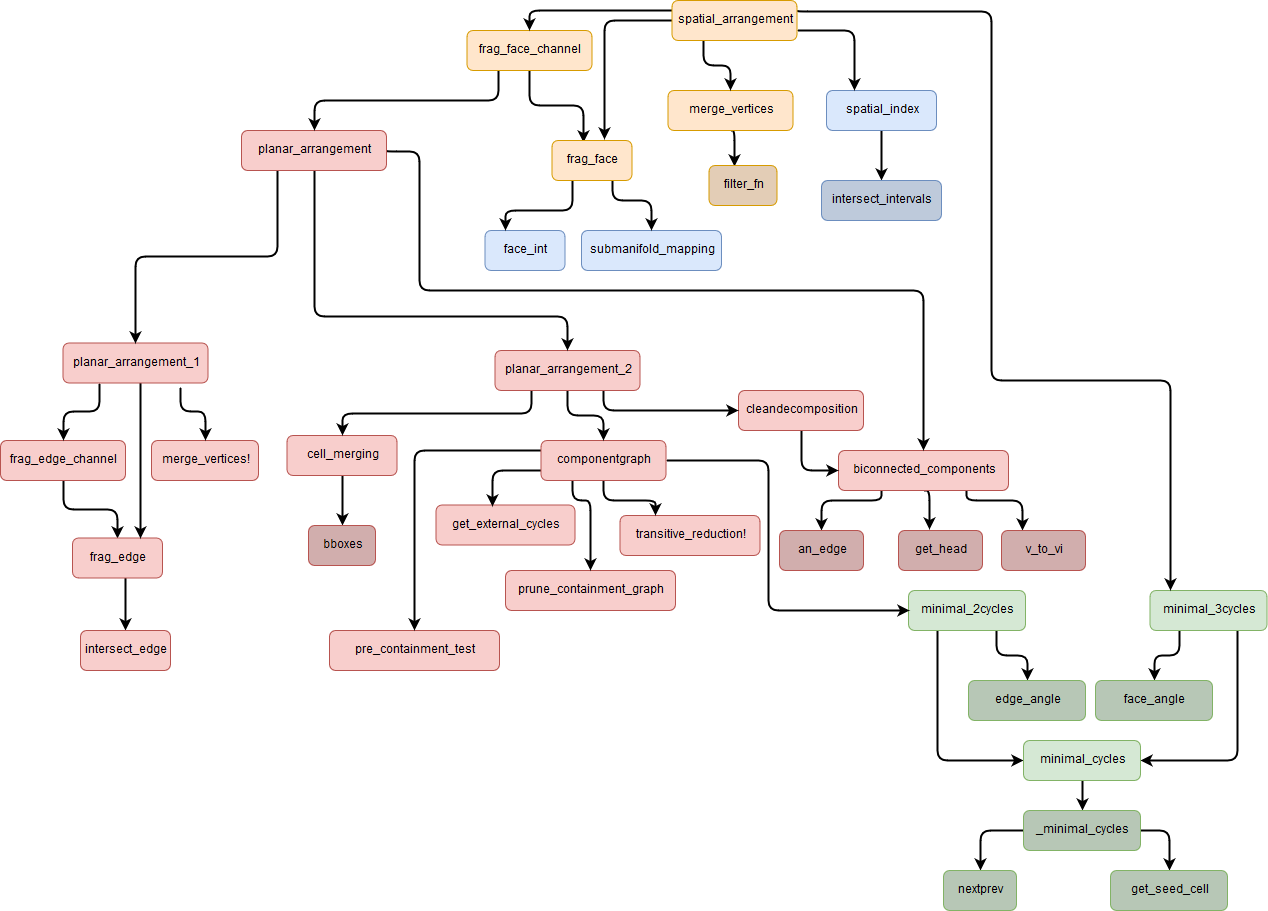 spatial_arrangement
frag_face_channel
merge_vertices
spatial_index
planar_arrangement
frag_face
filter_fn
intersect_intervals
face_int
submanifold_mapping
planar_arrangement_1
planar_arrangement_2
cleandecomposition
frag_edge_channel
merge_vertices!
cell_merging
componentgraph
biconnected_components
get_external_cycles
transitive_reduction!
bboxes
an_edge
get_head
v_to_vi
frag_edge
prune_containment_graph
minimal_2cycles
minimal_3cycles
intersect_edge
pre_containment_test
edge_angle
face_angle
minimal_cycles
_minimal_cycles
nextprev
get_seed_cell